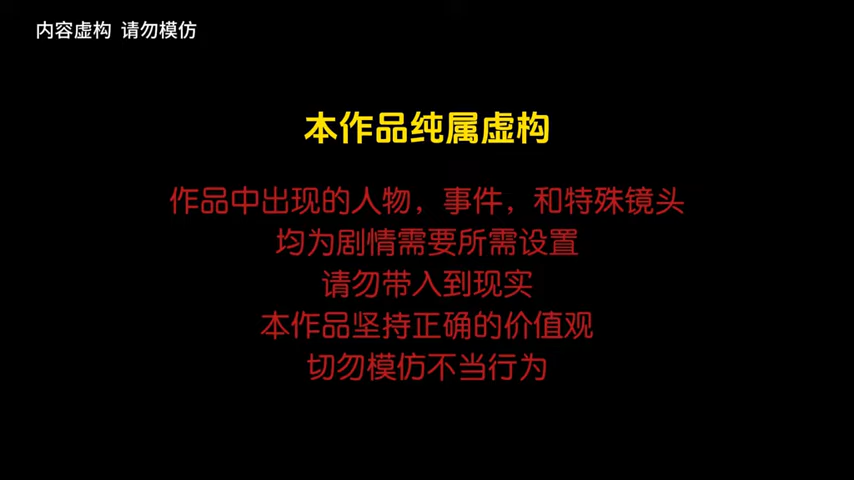 内容虚构 请勿模仿
本作品纯属虚构
作品中出现的人物，事件，和特殊镜头
均为剧情需要所需设置
请勿带入到现实
本作品坚持正确的价值观
切勿模仿不当行为